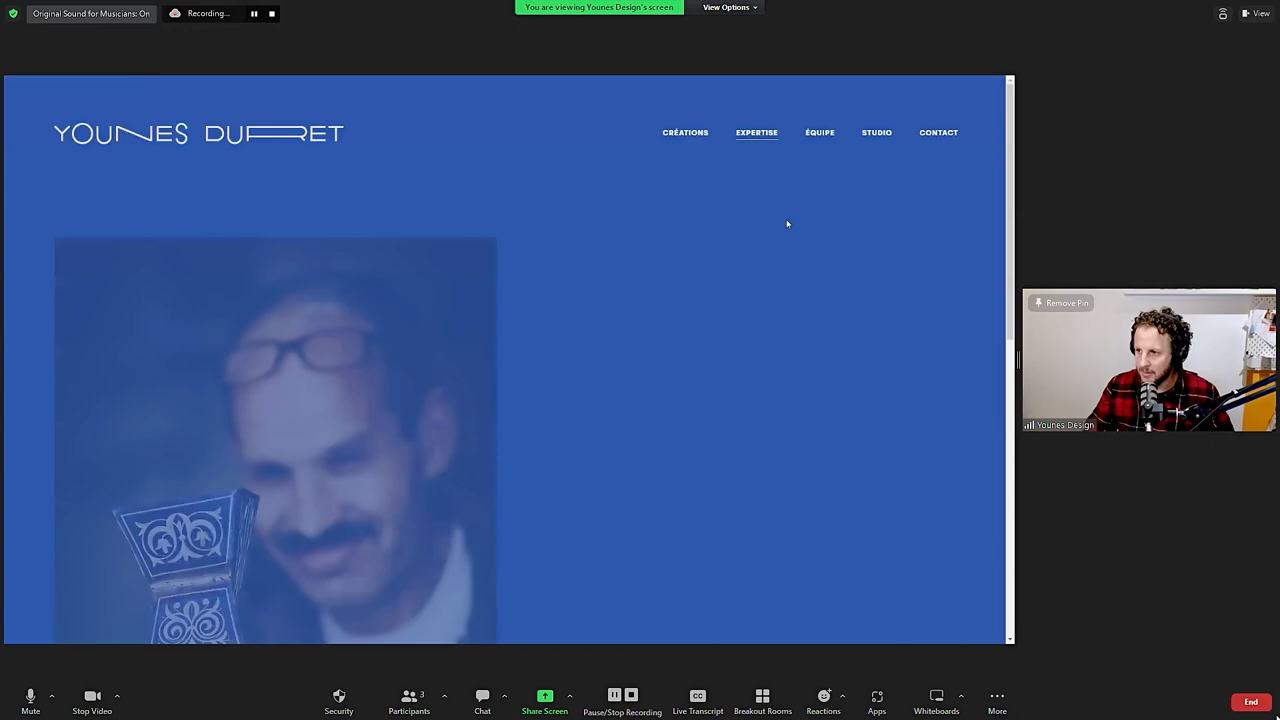 Original Sound for Musicians: On
Recording...
You are viewing Younes Design's screen
View Options
View
YOUNES DURET
CRÉATIONS
EXPERTISE
ÉQUIPE
STUDIO
CONTACT
Remove Pin
Younes Design
Mute
Stop Video
Security
Participants
3
Chat
Share Screen
Pause/Stop Recording
CC
Live Transcript
Breakout Rooms
Reactions
Apps
Whiteboards
More
End